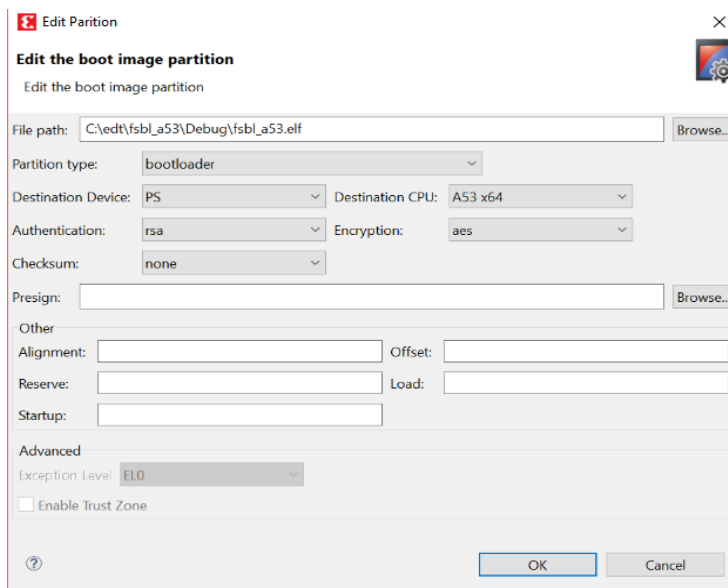 Edit Parition
Edit the boot image partition
Edit the boot image partition
File path: C:\edt\fsbl_a53\Debug\fsbl_a53.elf Browse..
Partition type: bootloader
Destination Device: PS Destination CPU: A53 x64
Authentication: rsa Encryption: aes
Checksum: none
Presign: Browse..
Other
Alignment: Offset:
Reserve: Load:
Startup:
Advanced
Exception Level EL0
Enable Trust Zone
? OK Cancel